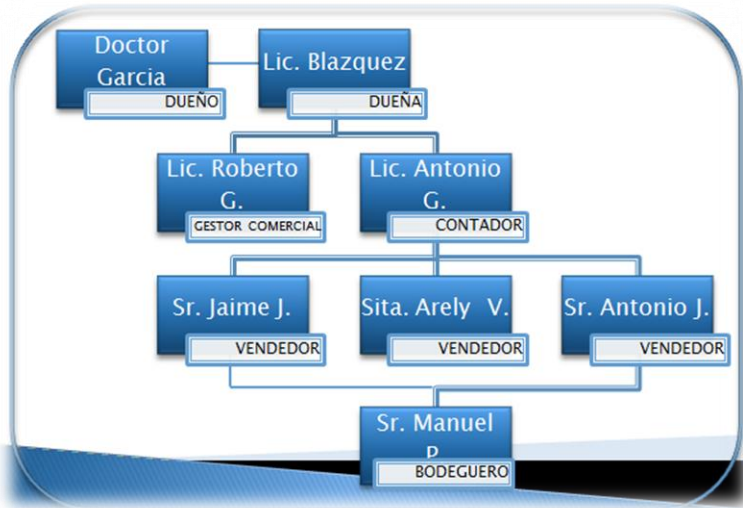 Doctor
Garcia
DUEÑO
Lic. Blazquez
DUEÑA
Lic. Roberto
G.
GESTOR COMERCIAL
Lic. Antonio
G.
CONTADOR
Sr. Jaime J.
VENDEDOR
Sita. Arely V.
VENDEDOR
Sr. Antonio J.
VENDEDOR
Sr. Manuel
P
BODEGUERO